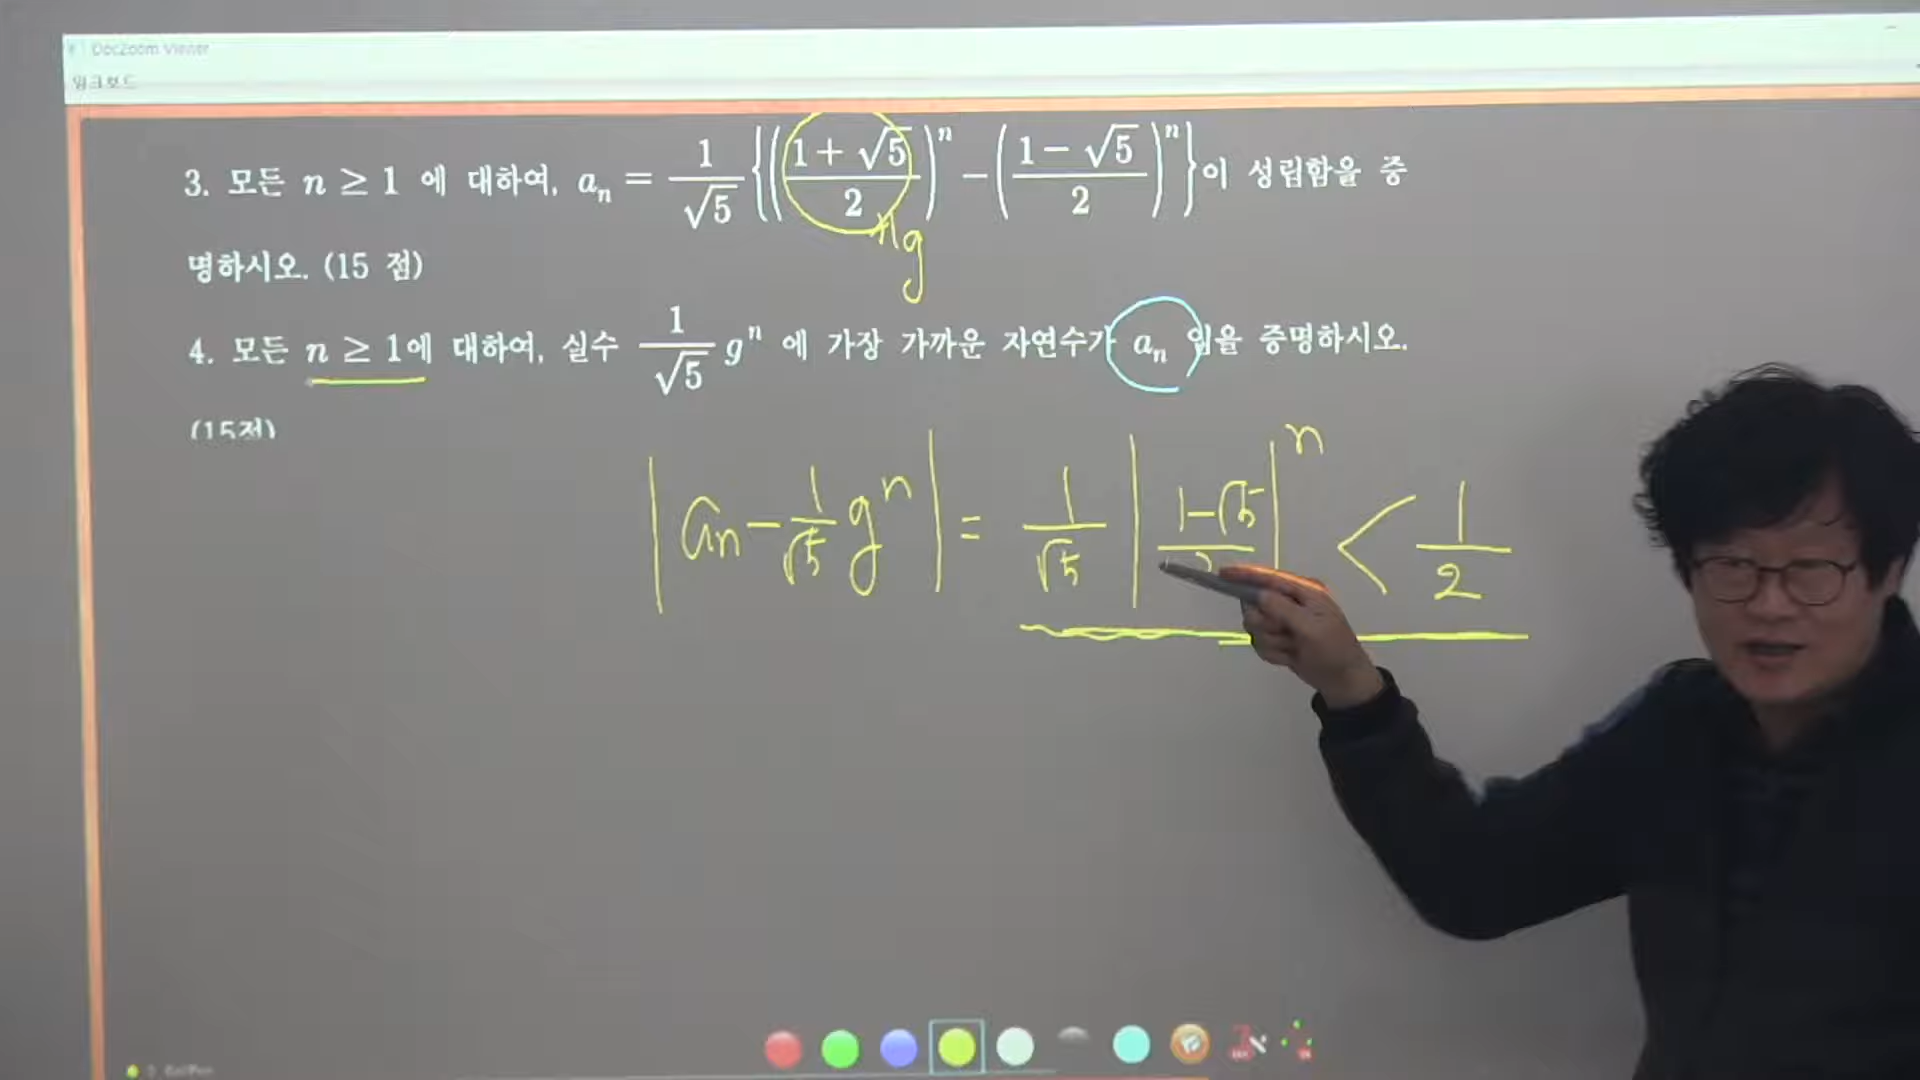 DocZoom Viewer
워크보드
3. 모든 n ≥ 1 에 대하여, aₙ = 1/√5 {((1+√5)/2)ⁿ − ((1−√5)/2)ⁿ}이 성립함을 증
명하시오. (15 점)
g
4. 모든 n ≥ 1에 대하여, 실수 1/√5 gⁿ 에 가장 가까운 자연수가 aₙ 임을 증명하시오.
(15점)
|aₙ − 1/√5 gⁿ| = 1/√5 |(1−√5)/2|ⁿ < 1/2